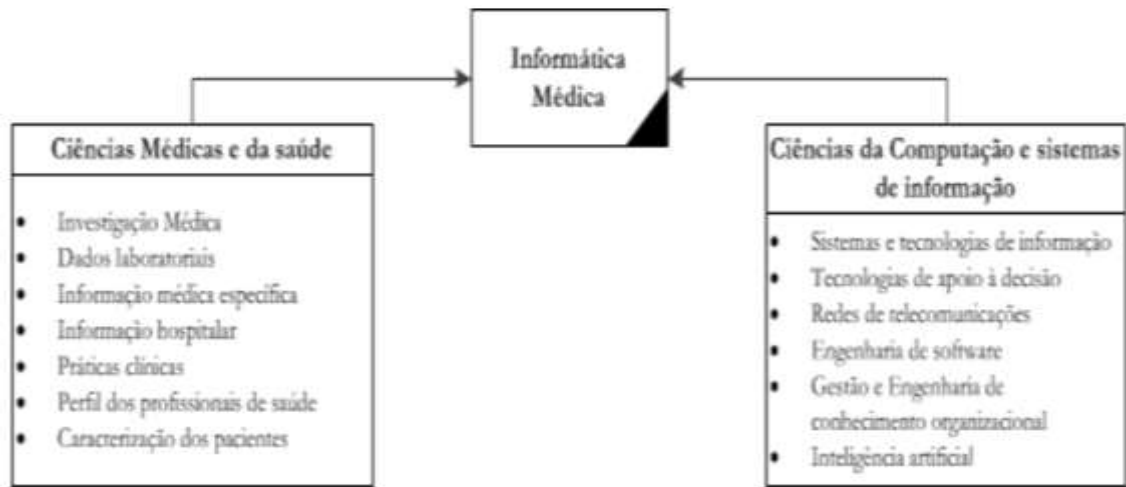 Informática
Médica
Ciências Médicas e da saúde
• Investigação Médica
• Dados laboratoriais
• Informação médica específica
• Informação hospitalar
• Práticas clínicas
• Perfil dos profissionais de saúde
• Caracterização dos pacientes
Ciências da Computação e sistemas
de informação
• Sistemas e tecnologias de informação
• Tecnologias de apoio à decisão
• Redes de telecomunicações
• Engenharia de software
• Gestão e Engenharia de
conhecimento organizacional
• Inteligência artificial